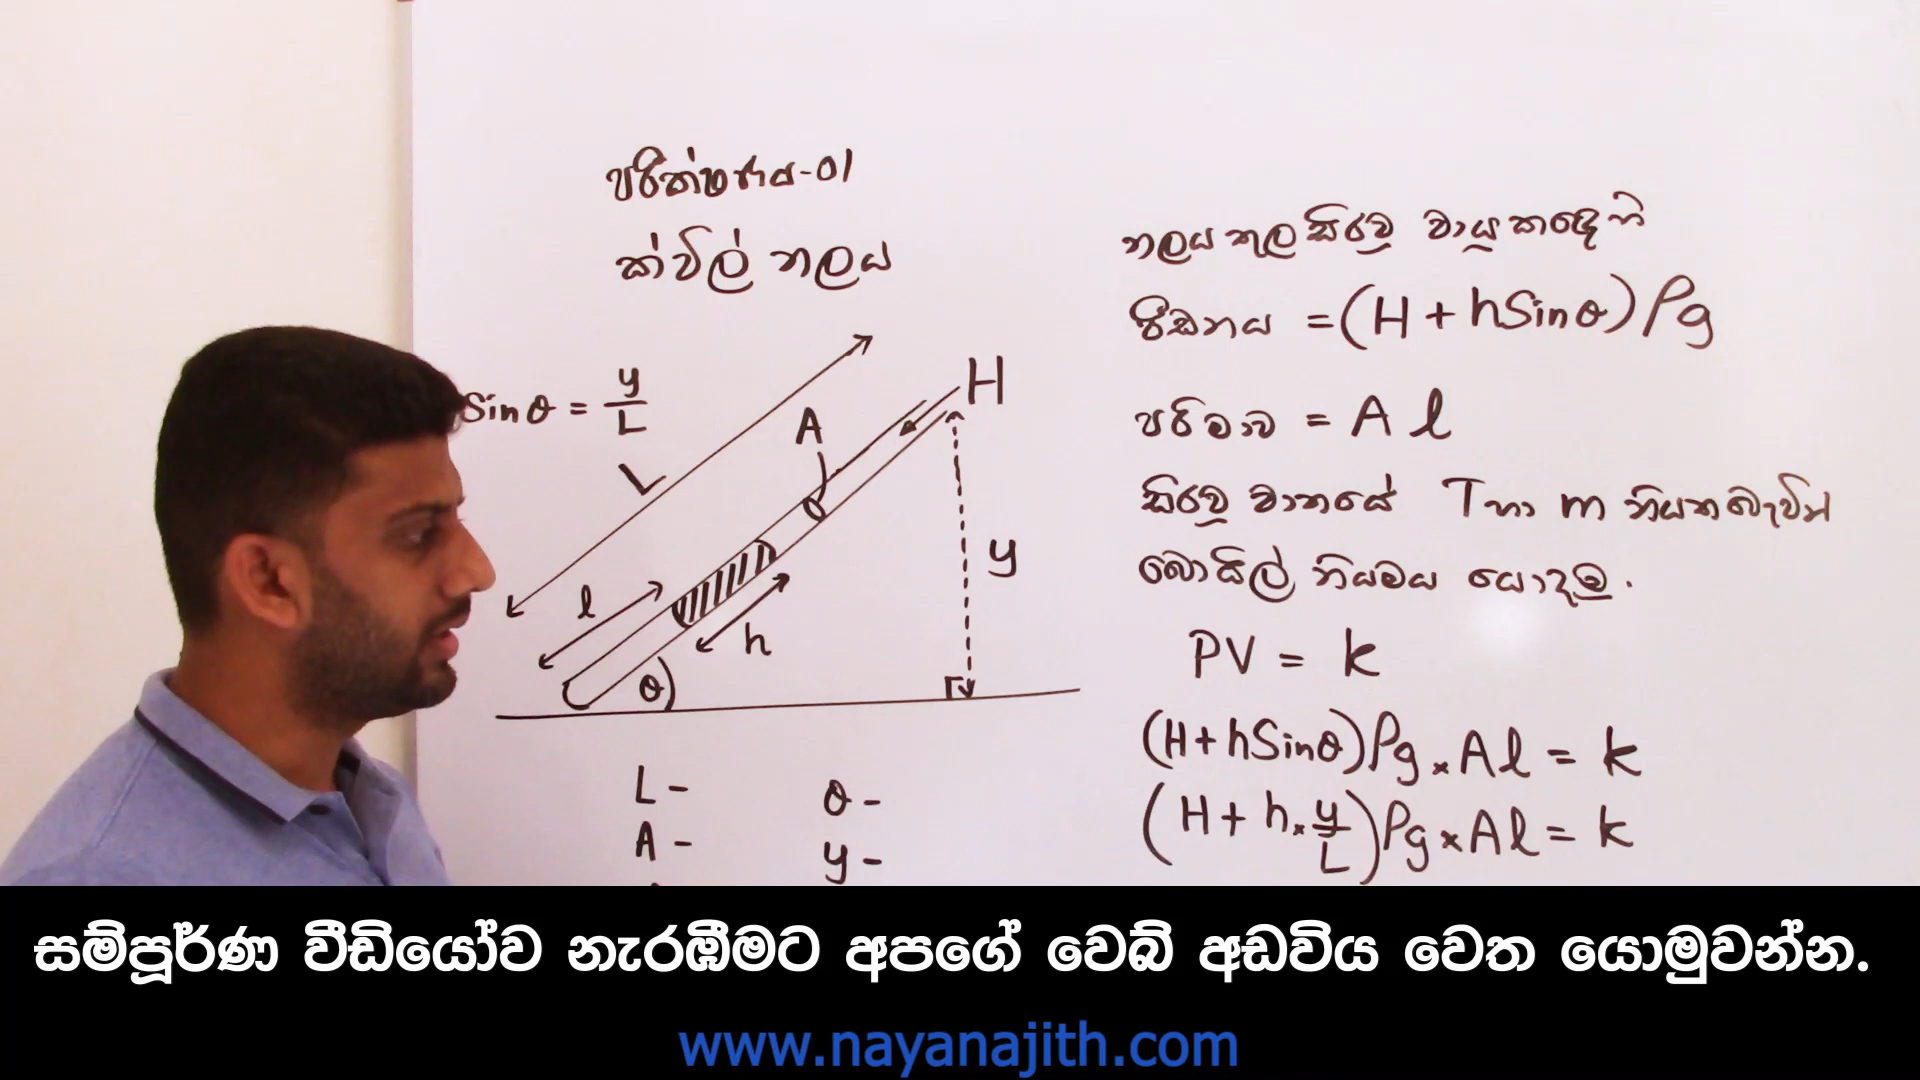 පරීක්ෂණය-01
ක්විල් නලය
Sinθ = y/L
L
A
H
y
l
h
θ
L -
θ -
A -
y -
නලය තුල සිරවූ වායු කඳෙහි
පීඩනය = (H + hSinθ)ρg
පරිමාව = A l
සිරවූ වාතයේ T හා m නියත බැවින්
බොයිල් නියමය යොදමු.
PV = k
(H + hSinθ)ρg × Al = k
(H + h × y/L)ρg × Al = k
සම්පූර්ණ වීඩියෝව නැරඹීමට අපගේ වෙබ් අඩවිය වෙත යොමුවන්න.
www.nayanajith.com